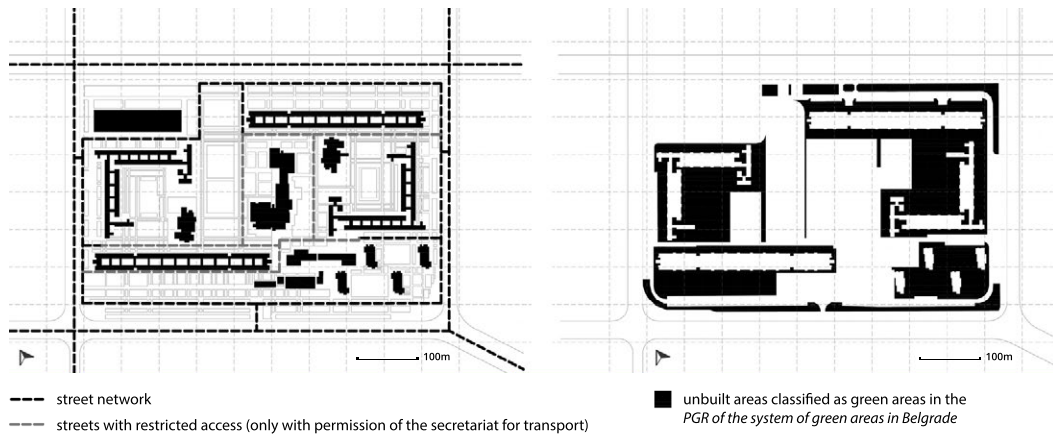 100m
100m
street network
streets with restricted access (only with permission of the secretariat for transport)
unbuilt areas classified as green areas in the
PGR of the system of green areas in Belgrade